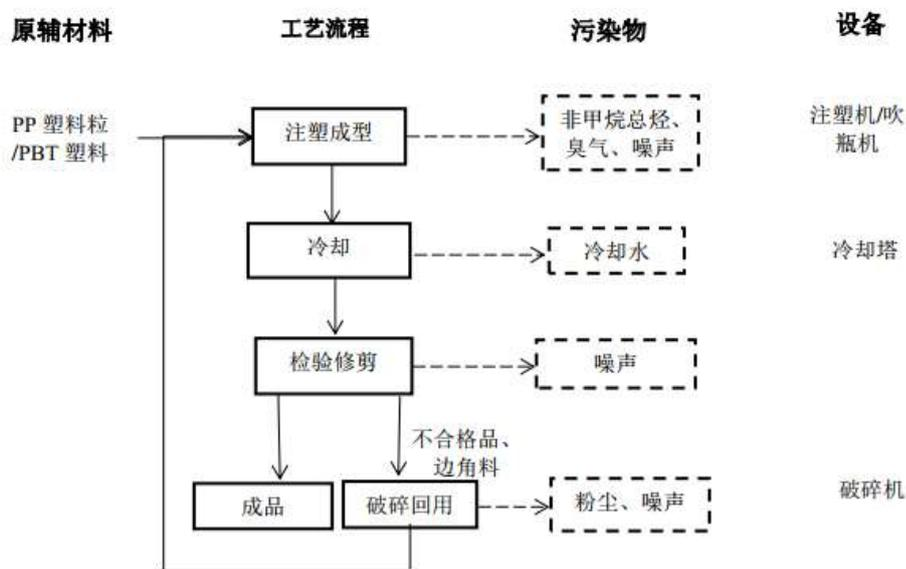 原辅材料
工艺流程
污染物
设备
PP 塑料粒
/PBT 塑料
注塑成型
非甲烷总烃、
臭气、噪声
注塑机/吹
瓶机
冷却
冷却水
冷却塔
检验修剪
噪声
不合格品、
边角料
成品
破碎回用
粉尘、噪声
破碎机